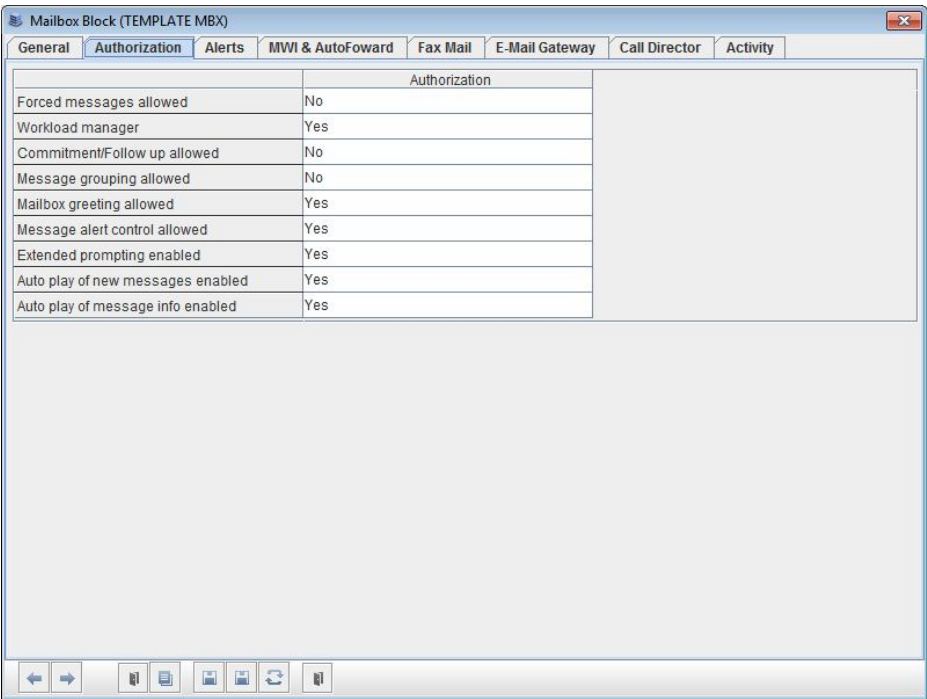 Mailbox Block (TEMPLATE MBX)
General Authorization Alerts MWI & AutoFoward Fax Mail E-Mail Gateway Call Director Activity
Authorization
Forced messages allowed No
Workload manager Yes
Commitment/Follow up allowed No
Message grouping allowed No
Mailbox greeting allowed Yes
Message alert control allowed Yes
Extended prompting enabled Yes
Auto play of new messages enabled Yes
Auto play of message info enabled Yes